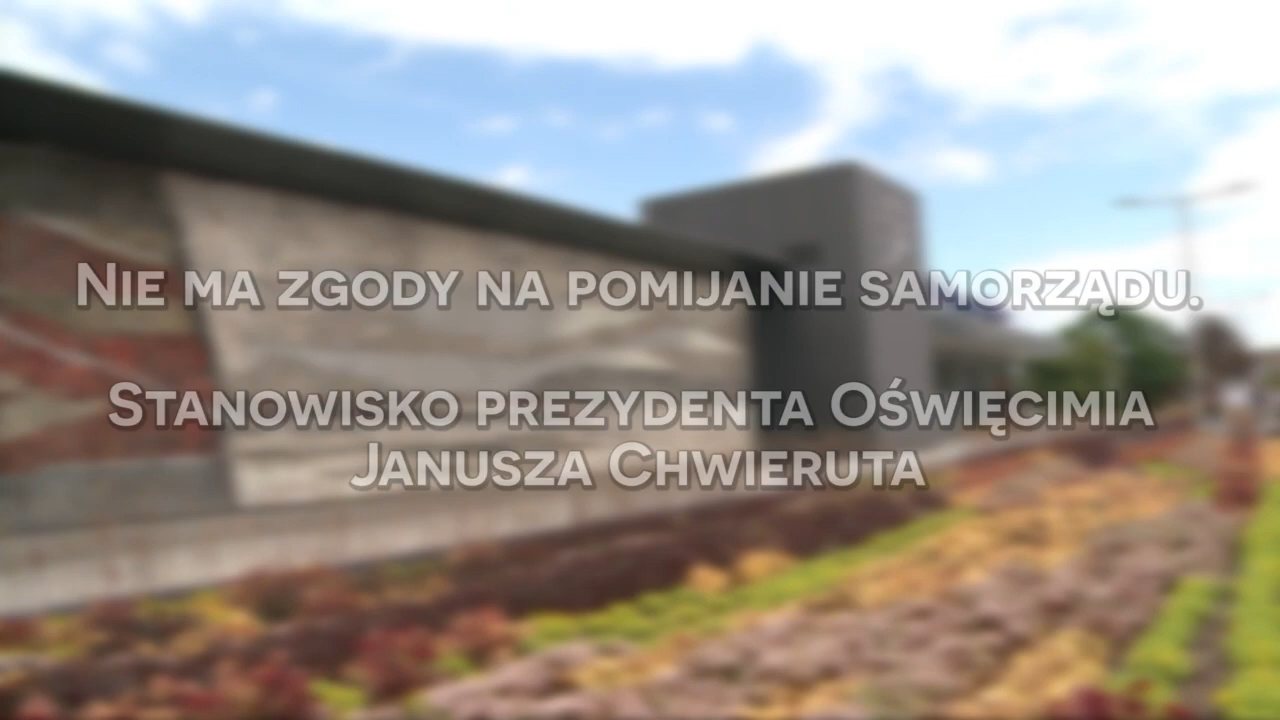 Nie ma zgody na pomijanie samorządu.
Stanowisko prezydenta Oświęcimia
Janusza Chwieruta